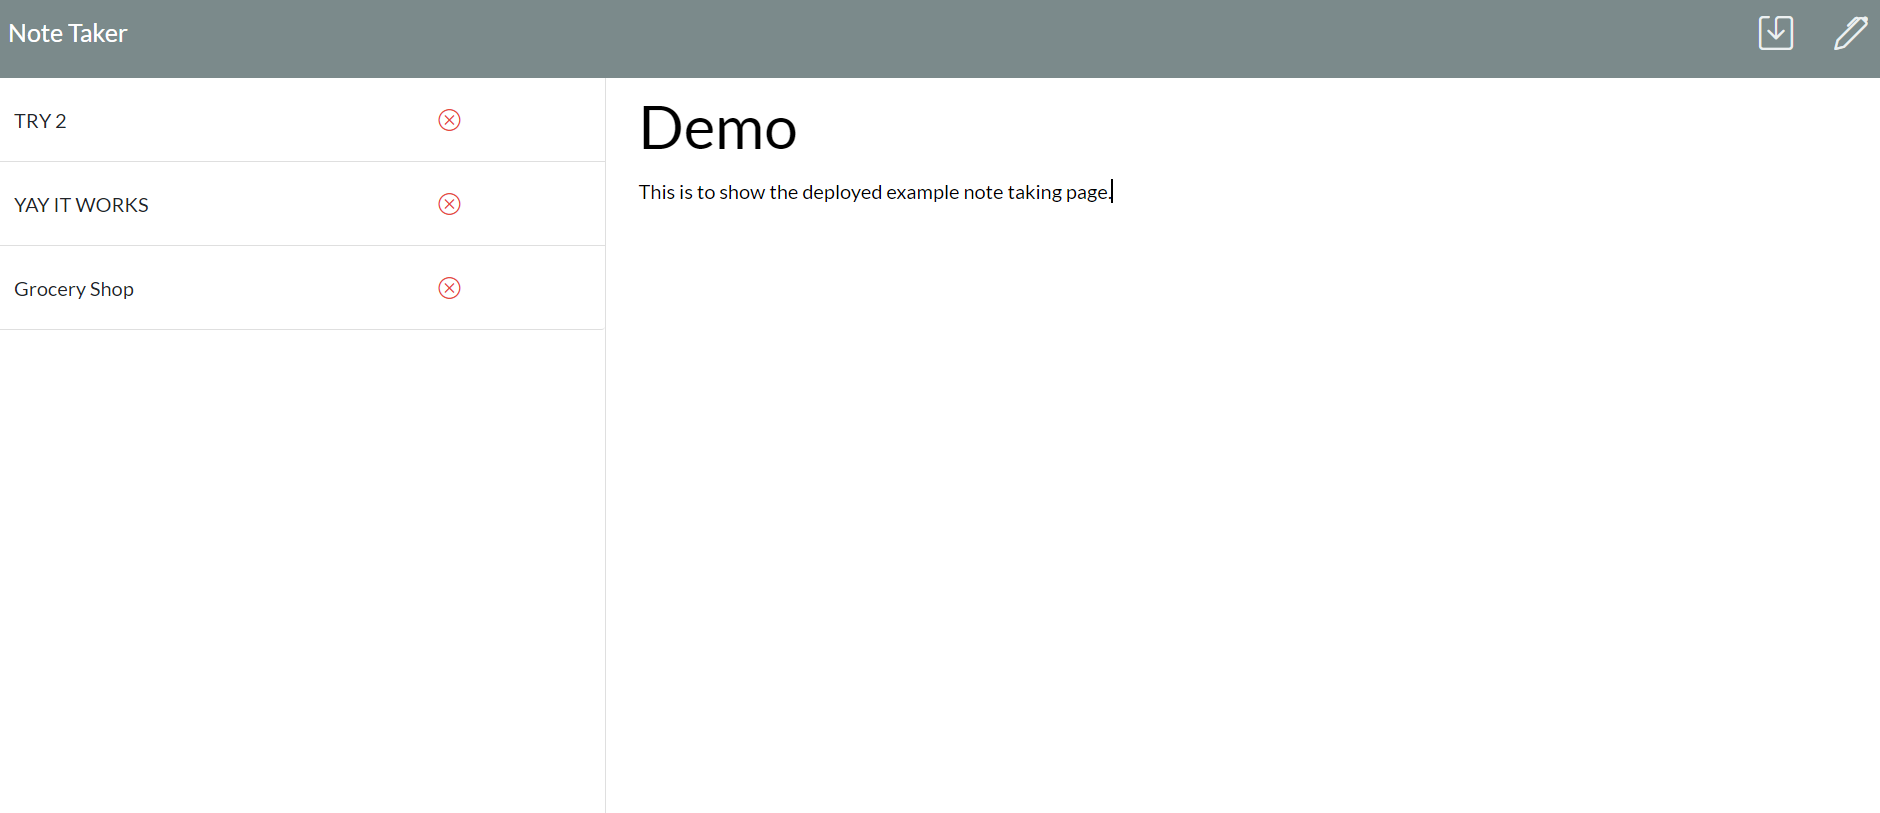 Note Taker
TRY 2
YAY IT WORKS
Grocery Shop
Demo
This is to show the deployed example note taking page.